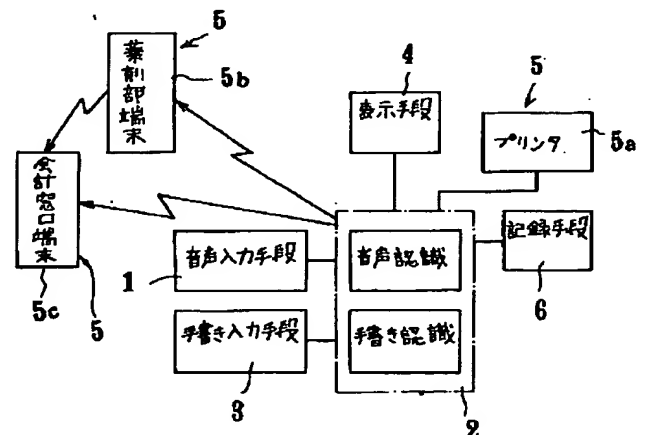 5
薬剤部端末
5b
4
表示手段
5
プリンタ
5a
会計窓口端末
5c
5
音声入力手段
1
音声認識
記録手段
6
手書き入力手段
3
手書き認識
2